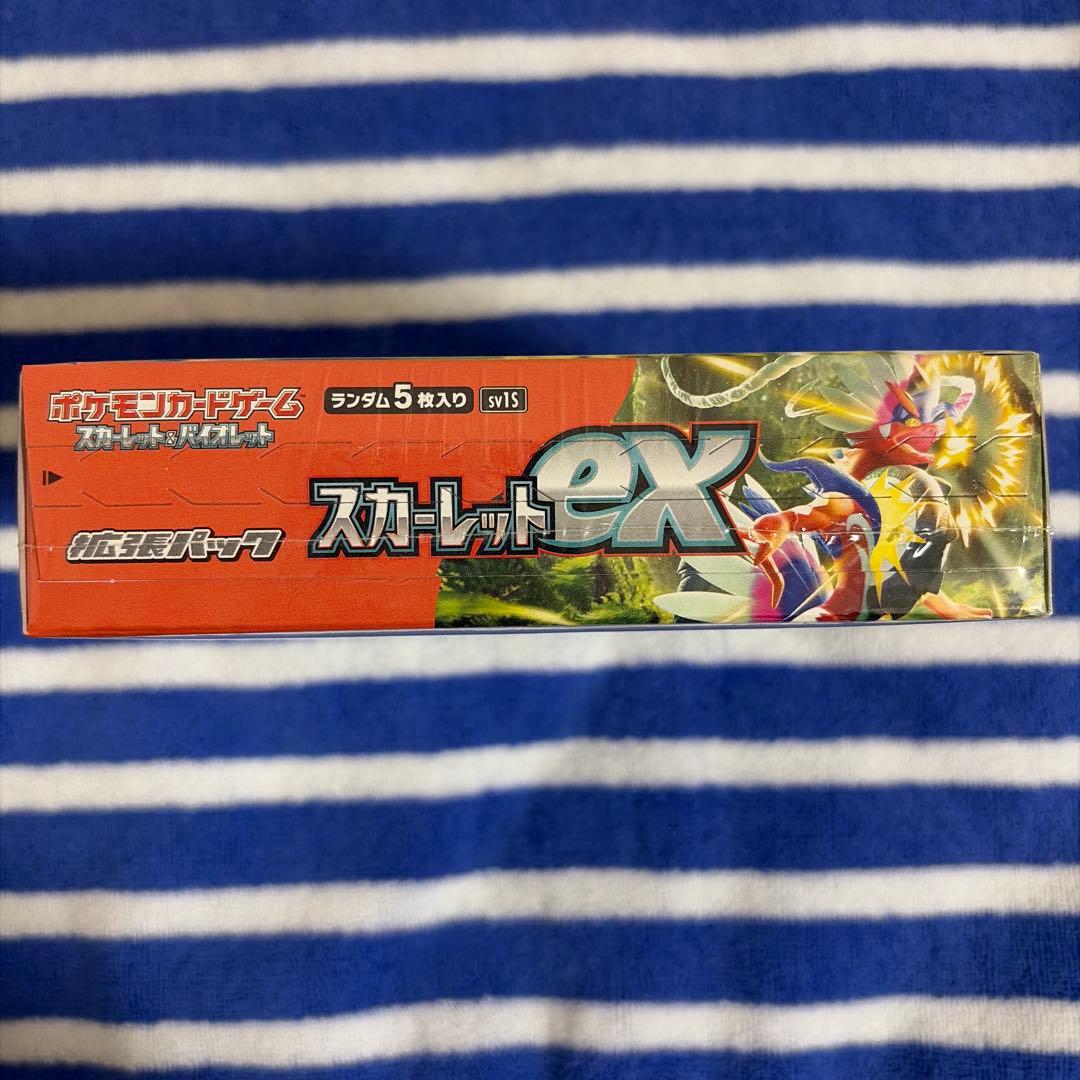 ポケモンカードゲーム
スカーレット&バイオレット
ランダム5枚入り
sv1S
拡張パック
スカーレットex